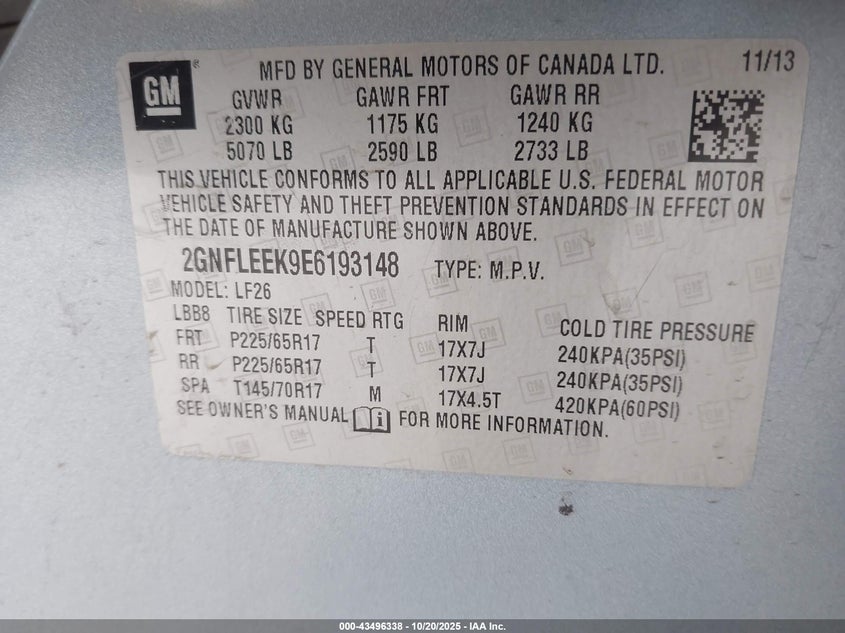 GM
®
MFD BY GENERAL MOTORS OF CANADA LTD. 11/13
GVWR GAWR FRT GAWR RR
2300 KG 1175 KG 1240 KG
5070 LB 2590 LB 2733 LB
THIS VEHICLE CONFORMS TO ALL APPLICABLE U.S. FEDERAL MOTOR
VEHICLE SAFETY AND THEFT PREVENTION STANDARDS IN EFFECT ON
THE DATE OF MANUFACTURE SHOWN ABOVE.
2GNFLEEK9E6193148 TYPE: M.P.V.
MODEL: LF26
LBB8 TIRE SIZE SPEED RTG RIM COLD TIRE PRESSURE
FRT P225/65R17 T 17X7J 240KPA(35PSI)
RR P225/65R17 T 17X7J 240KPA(35PSI)
SPA T145/70R17 M 17X4.5T 420KPA(60PSI)
SEE OWNER'S MANUAL i FOR MORE INFORMATION.
000-43496338 - 10/20/2025 - IAA Inc.